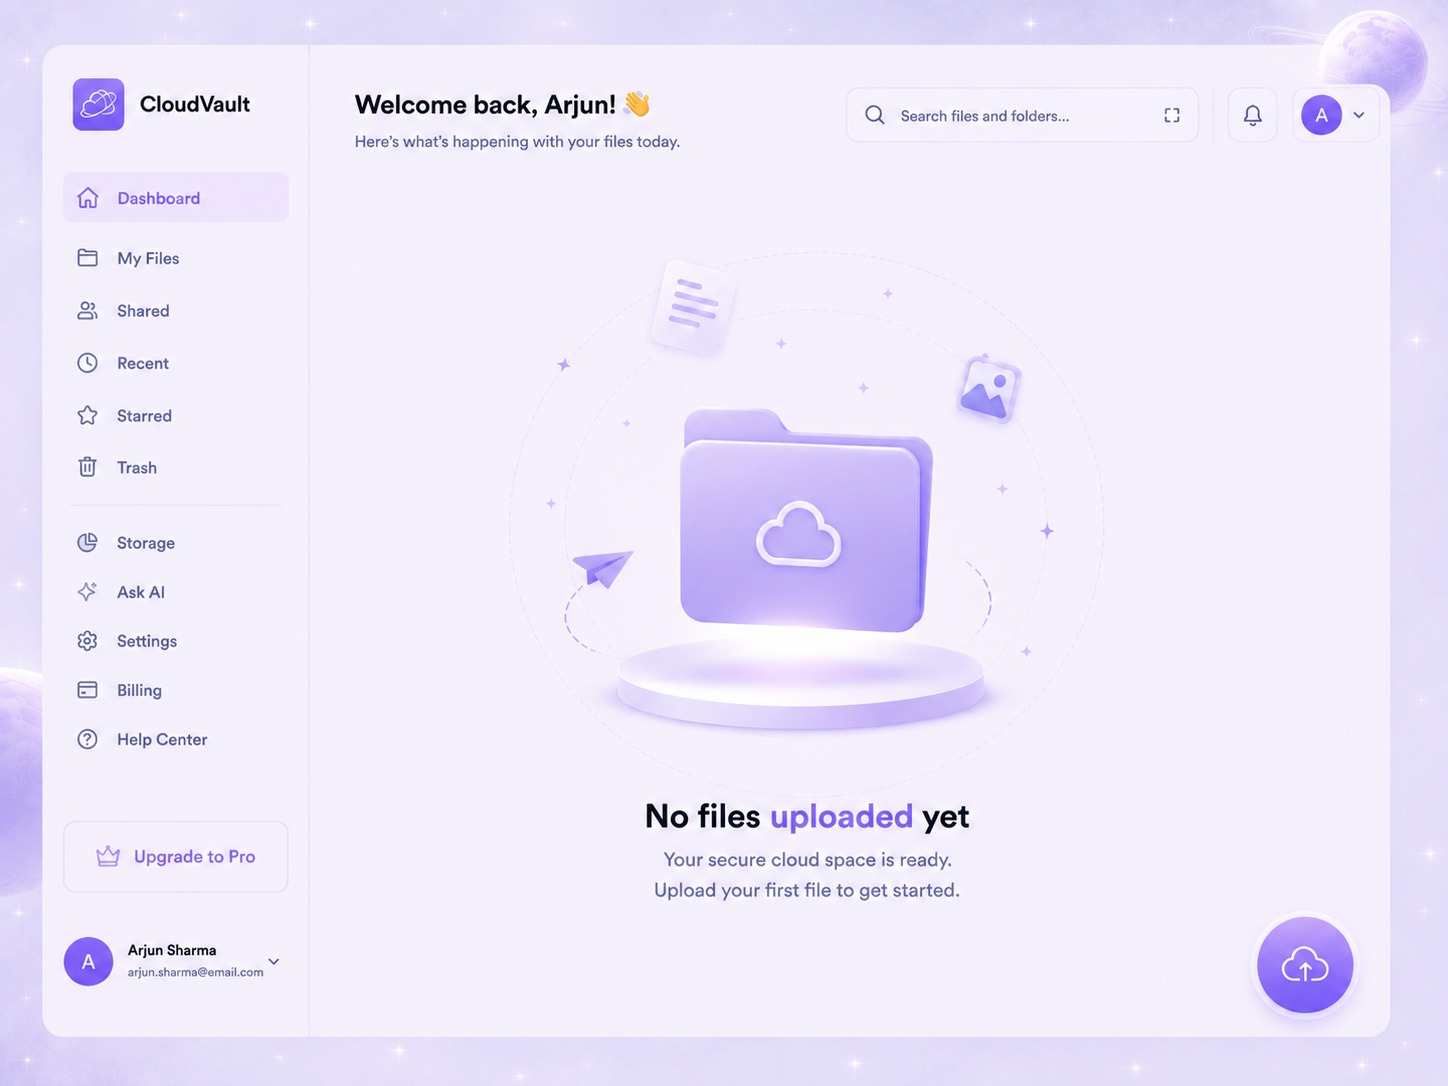 CloudVault
Dashboard
My Files
Shared
Recent
Starred
Trash
Storage
Ask AI
Settings
Billing
Help Center
Upgrade to Pro
A
Arjun Sharma
arjun.sharma@email.com
Welcome back, Arjun! 👋
Here’s what’s happening with your files today.
Search files and folders...
A
No files uploaded yet
Your secure cloud space is ready.
Upload your first file to get started.